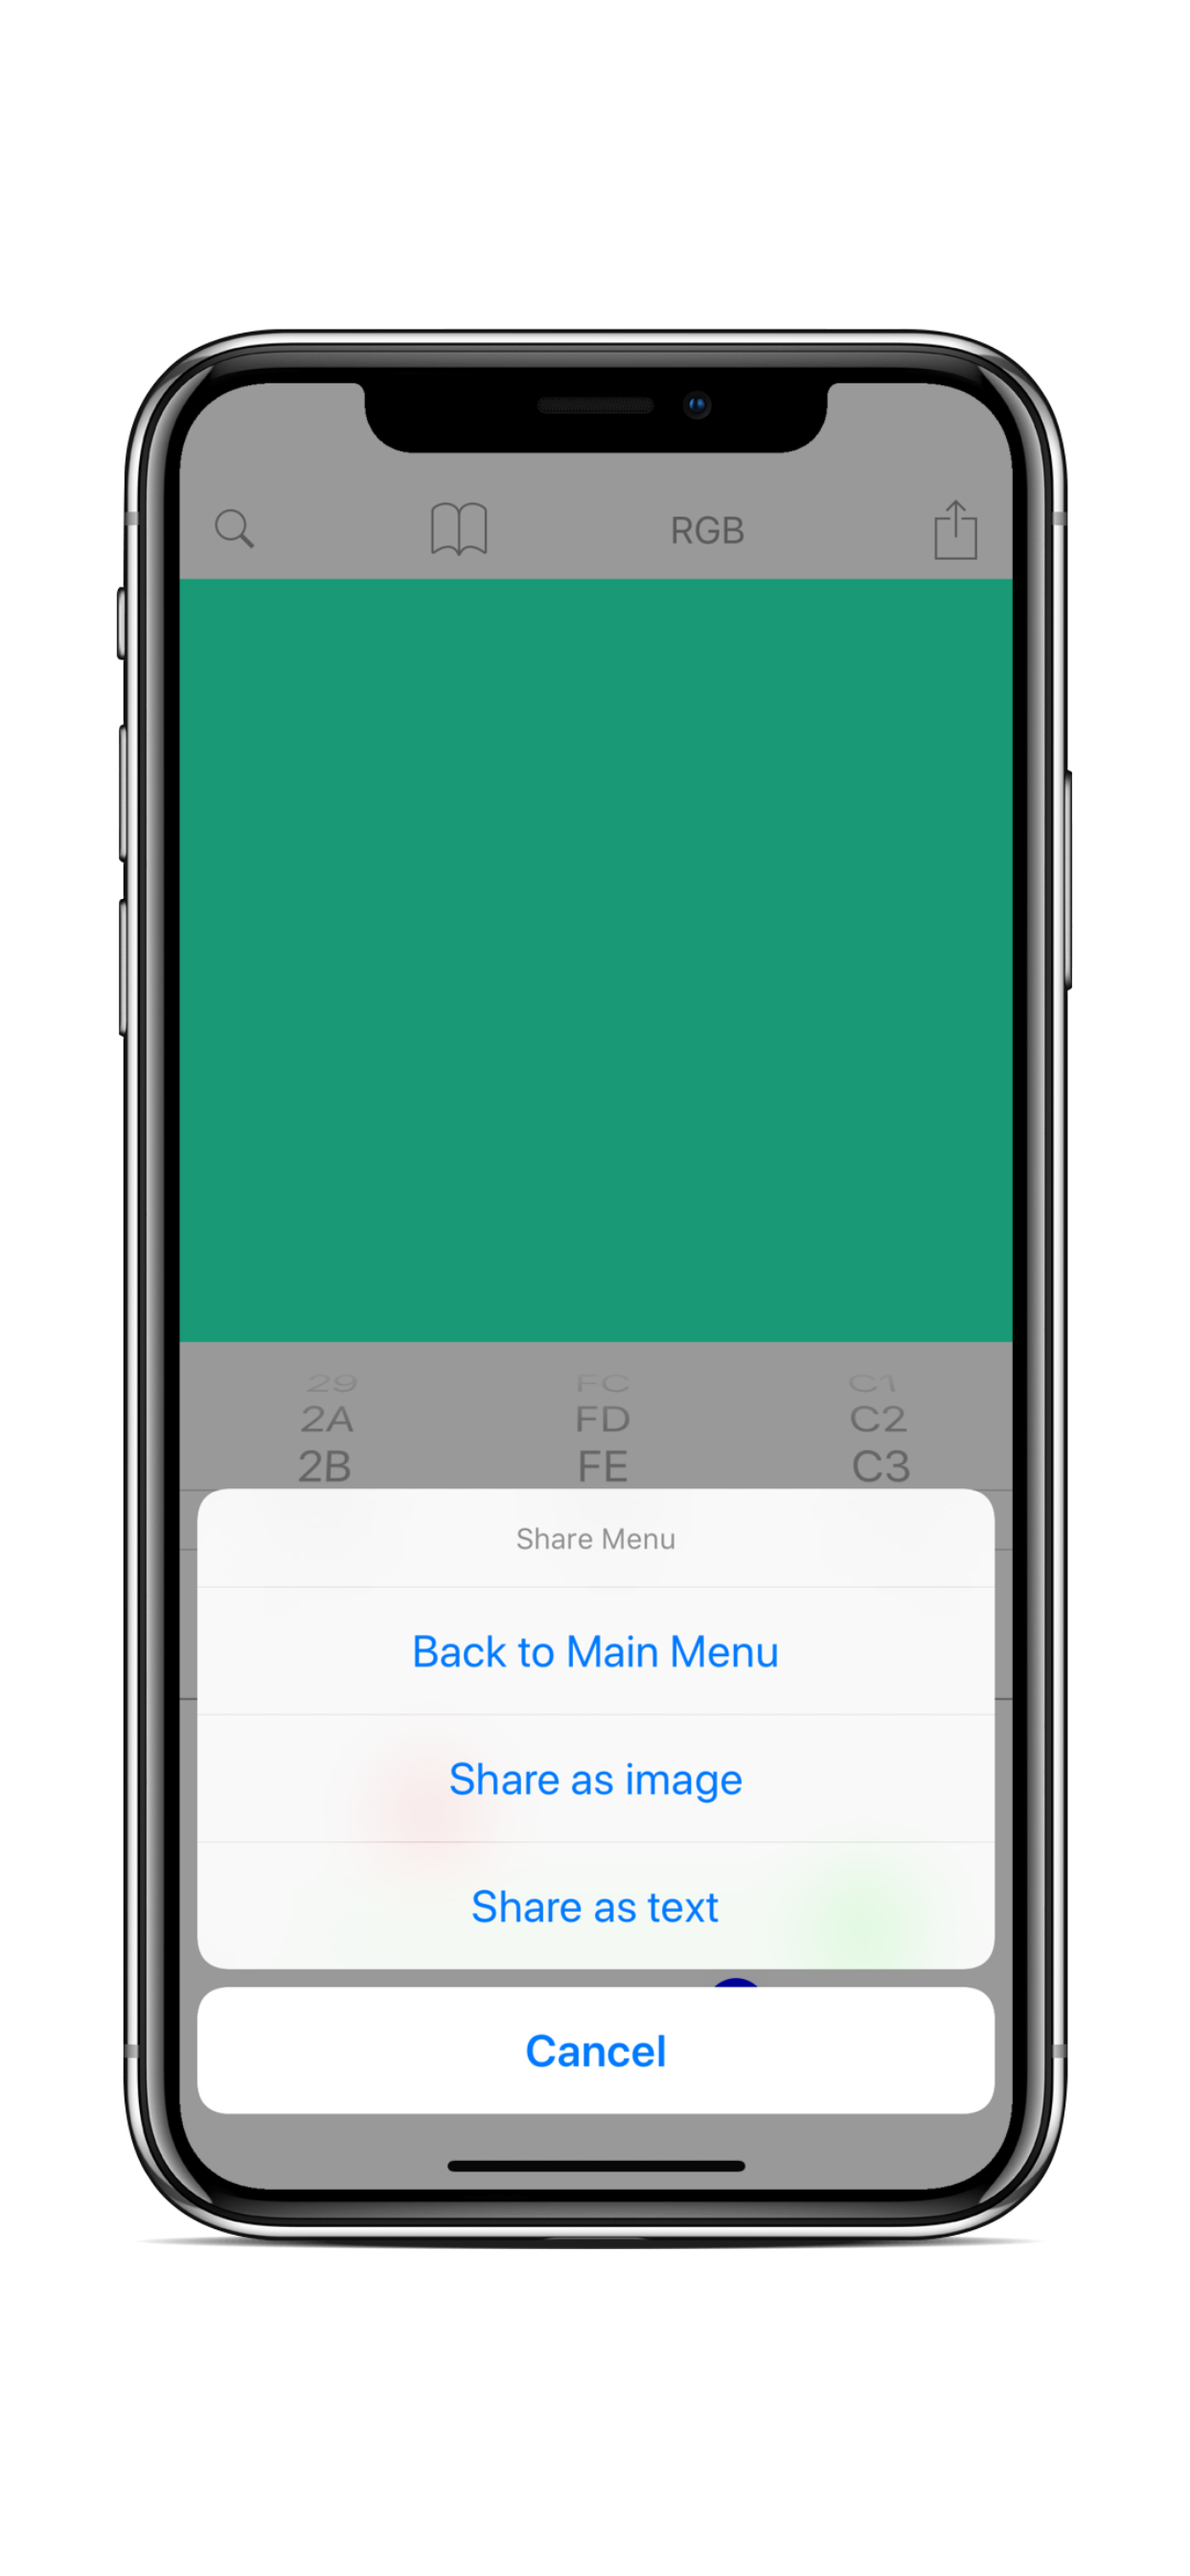 RGB
29 FC C1
2A FD C2
2B FE C3
Share Menu
Back to Main Menu
Share as image
Share as text
Cancel